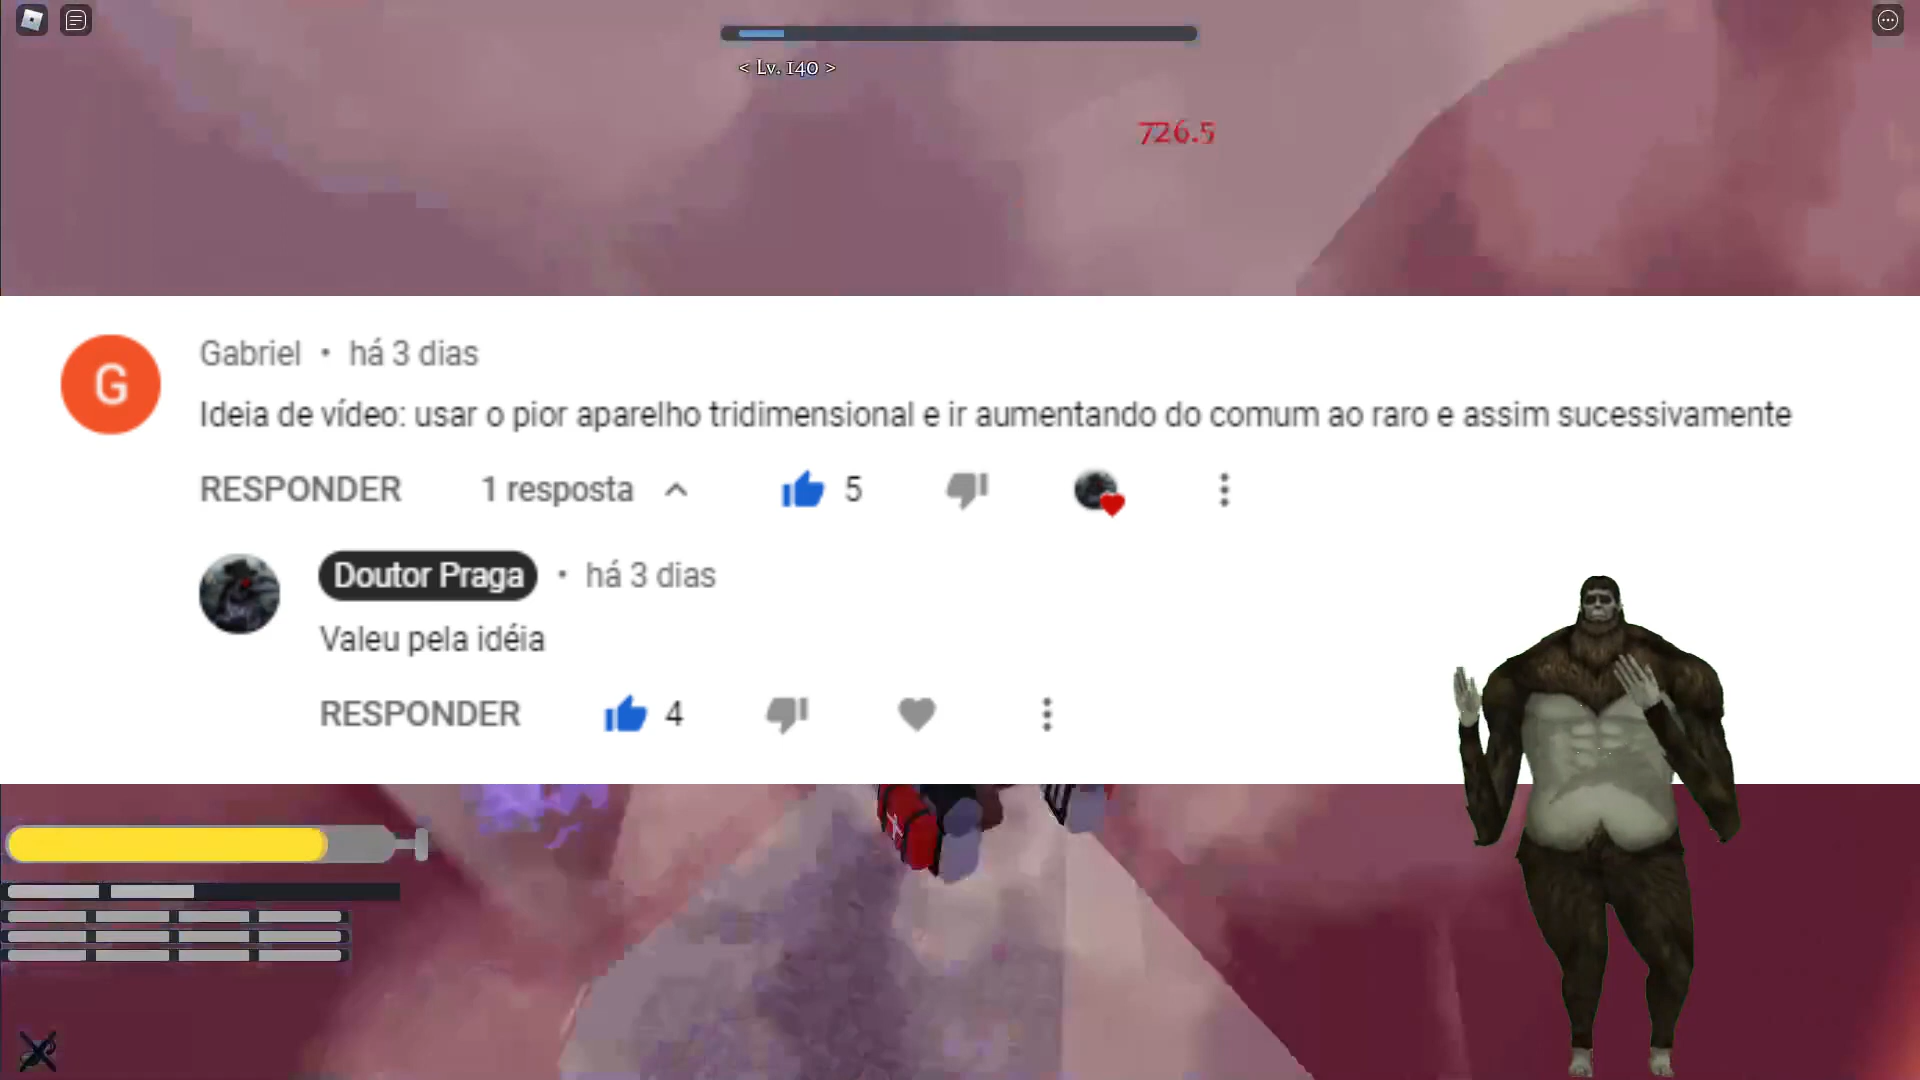 < Lv. 140 >
726.5
G
Gabriel • há 3 dias
Ideia de vídeo: usar o pior aparelho tridimensional e ir aumentando do comum ao raro e assim sucessivamente
RESPONDER 1 resposta 5
Doutor Praga • há 3 dias
Valeu pela idéia
RESPONDER 4